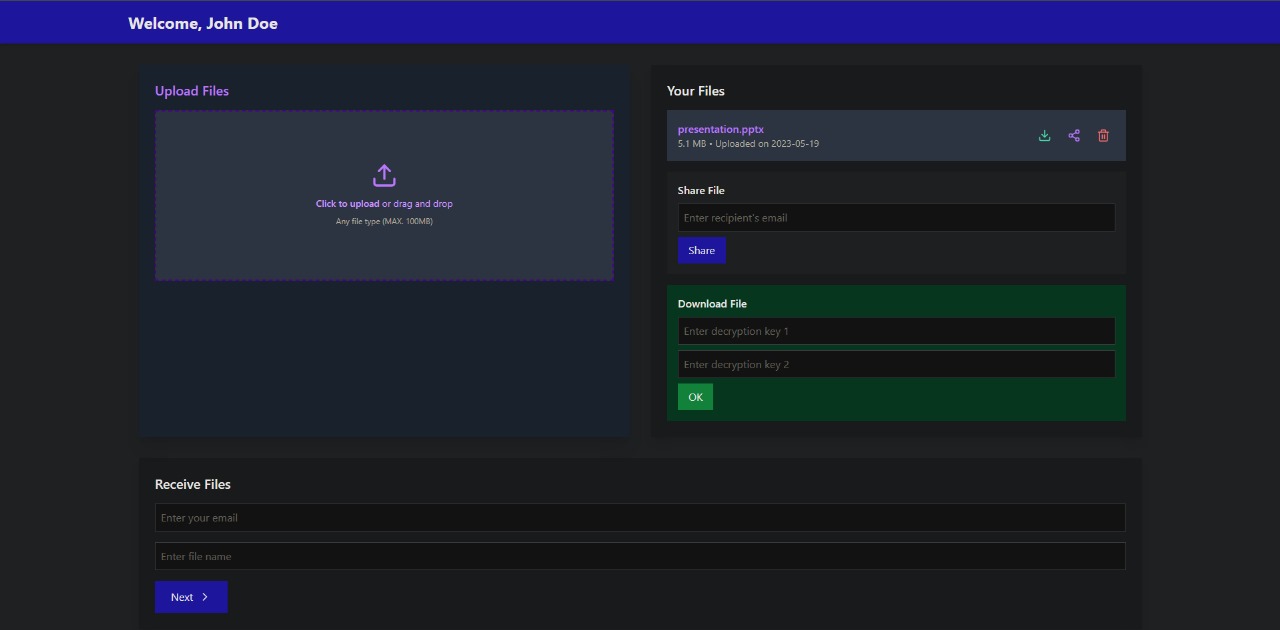 Welcome, John Doe
Upload Files
Click to upload or drag and drop
Any file type (MAX. 100MB)
Your Files
presentation.pptx
5.1 MB • Uploaded on 2023-05-19
Share File
Enter recipient's email
Share
Download File
Enter decryption key 1
Enter decryption key 2
OK
Receive Files
Enter your email
Enter file name
Next